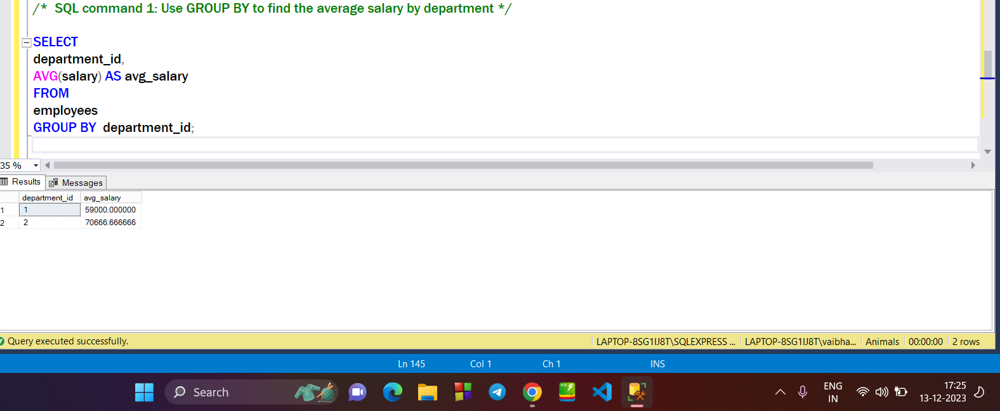 /*  SQL command 1: Use GROUP BY to find the average salary by department */
SELECT
department_id,
AVG(salary) AS avg_salary
FROM
employees
GROUP BY  department_id;
35 %
Results Messages
department_id avg_salary
1 1 59000.000000
2 2 70666.666666
Query executed successfully. LAPTOP-8SG1IJ8T\SQLEXPRESS ... LAPTOP-8SG1IJ8T\vaibha... Animals 00:00:00 2 rows
Ln 145 Col 1 Ch 1 INS
Search ENG 17:25
IN 13-12-2023